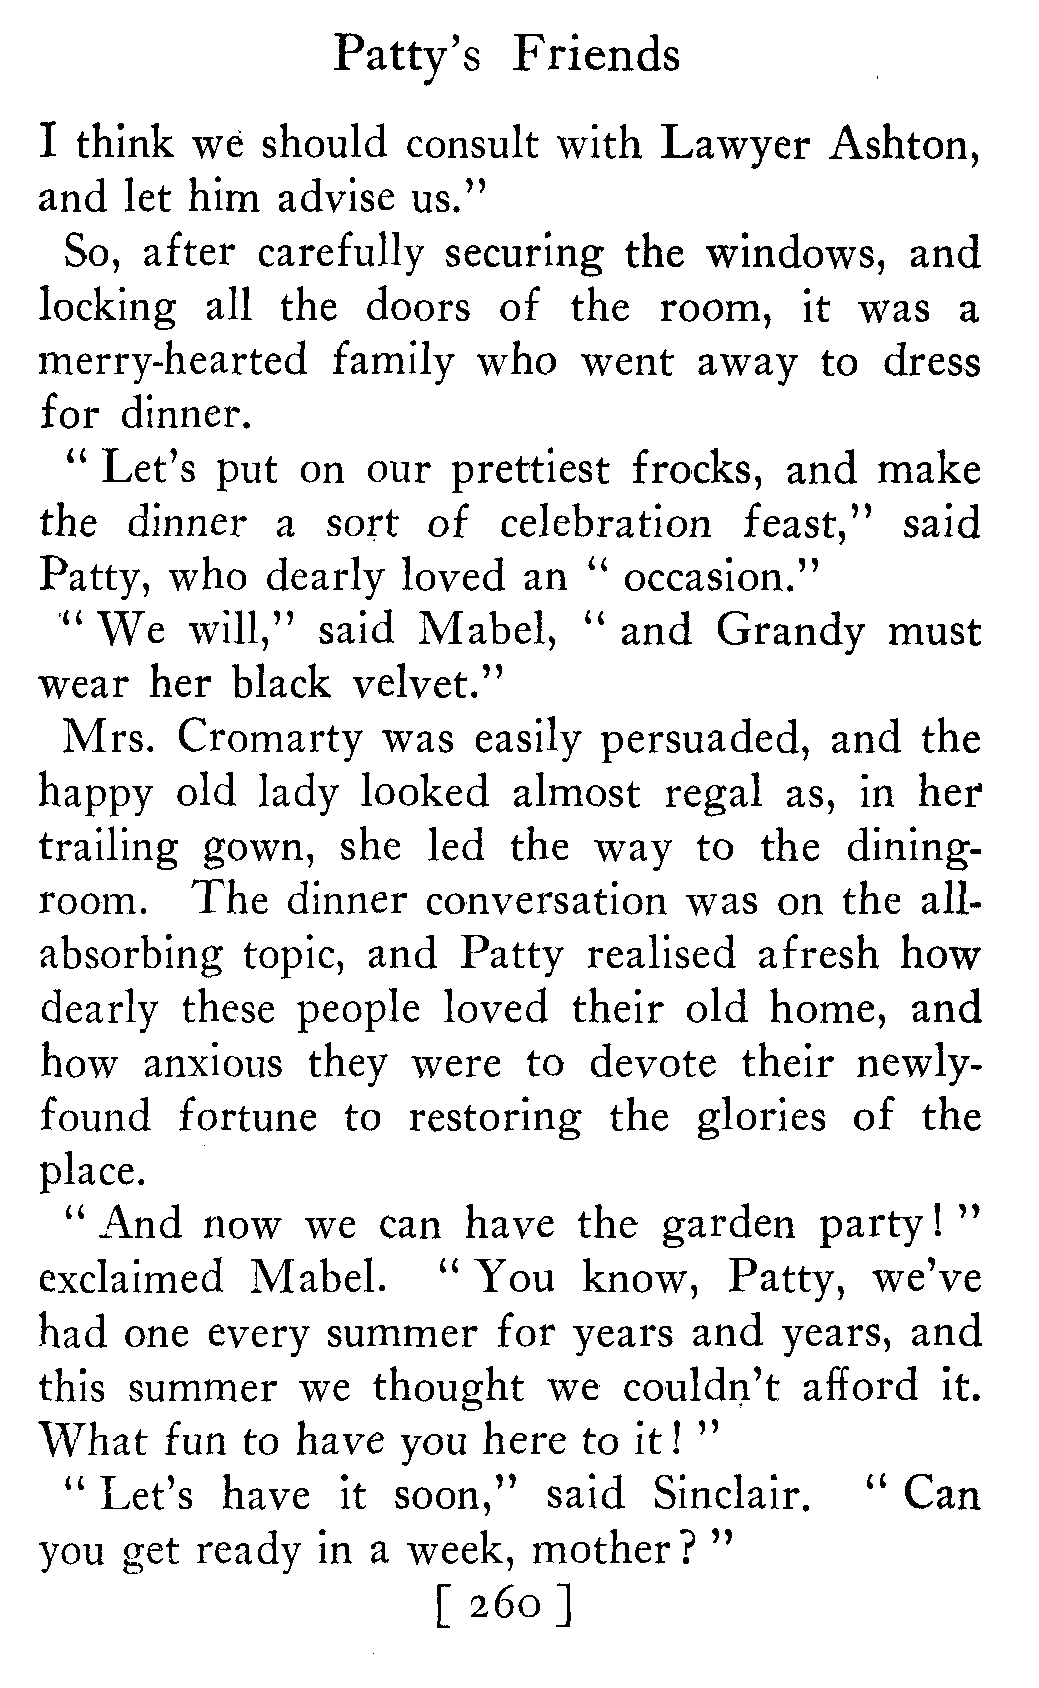 Patty's Friends
I think we should consult with Lawyer Ashton,
and let him advise us."
So, after carefully securing the windows, and
locking all the doors of the room, it was a
merry-hearted family who went away to dress
for dinner.
" Let's put on our prettiest frocks, and make
the dinner a sort of celebration feast," said
Patty, who dearly loved an " occasion."
" We will," said Mabel, " and Grandy must
wear her black velvet."
Mrs. Cromarty was easily persuaded, and the
happy old lady looked almost regal as, in her
trailing gown, she led the way to the dining-
room. The dinner conversation was on the all-
absorbing topic, and Patty realised afresh how
dearly these people loved their old home, and
how anxious they were to devote their newly-
found fortune to restoring the glories of the
place.
" And now we can have the garden party! "
exclaimed Mabel. " You know, Patty, we've
had one every summer for years and years, and
this summer we thought we couldn't afford it.
What fun to have you here to it! "
" Let's have it soon," said Sinclair. " Can
you get ready in a week, mother? "
[ 260 ]